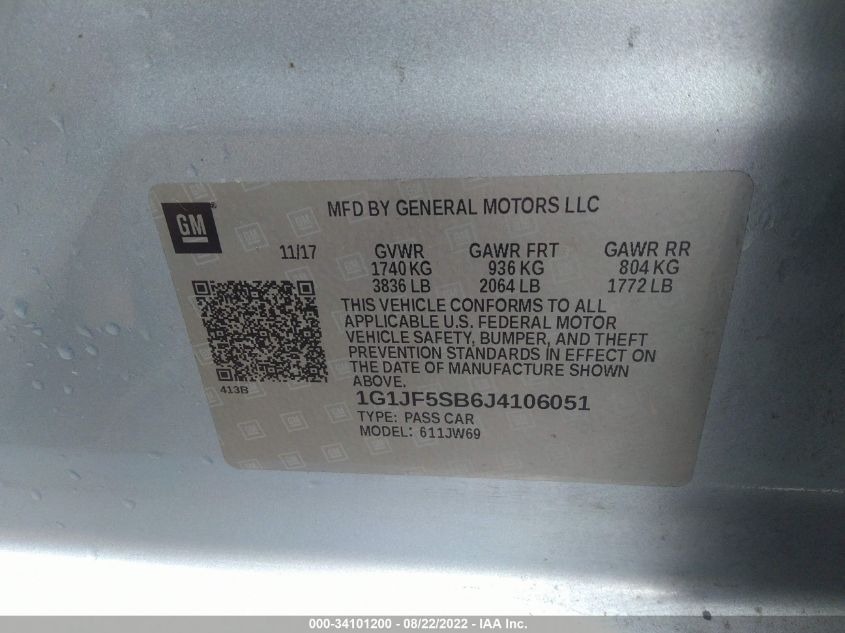 MFD BY GENERAL MOTORS LLC
GM
11/17 GVWR GAWR FRT GAWR RR
1740 KG 936 KG 804 KG
3836 LB 2064 LB 1772 LB
THIS VEHICLE CONFORMS TO ALL
APPLICABLE U.S. FEDERAL MOTOR
VEHICLE SAFETY, BUMPER, AND THEFT
PREVENTION STANDARDS IN EFFECT ON
THE DATE OF MANUFACTURE SHOWN
ABOVE.
413B
1G1JF5SB6J4106051
TYPE: PASS CAR
MODEL: 611JW69
000-34101200 - 08/22/2022 - IAA Inc.